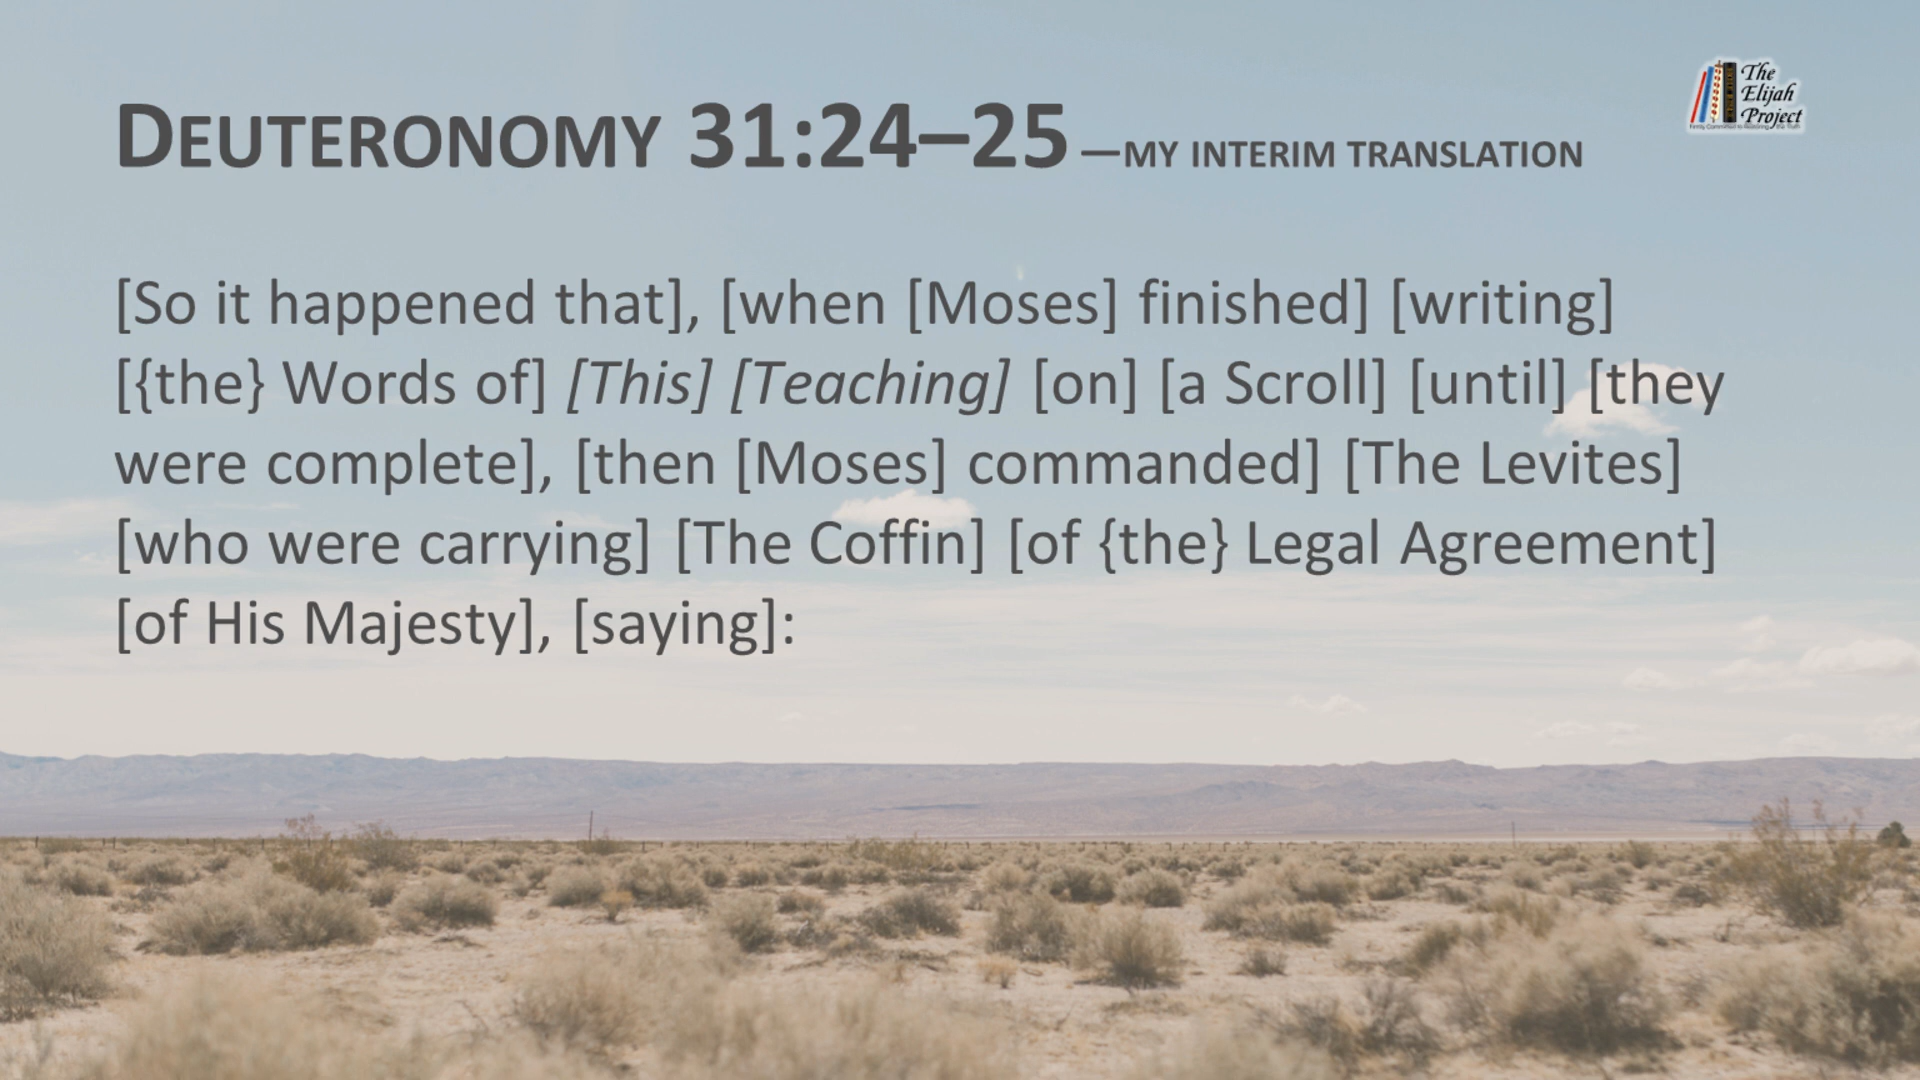 DEUTERONOMY 31:24–25 —MY INTERIM TRANSLATION
The
Elijah
Project
[So it happened that], [when [Moses] finished] [writing]
[{the} Words of] [This] [Teaching] [on] [a Scroll] [until] [they
were complete], [then [Moses] commanded] [The Levites]
[who were carrying] [The Coffin] [of {the} Legal Agreement]
[of His Majesty], [saying]: